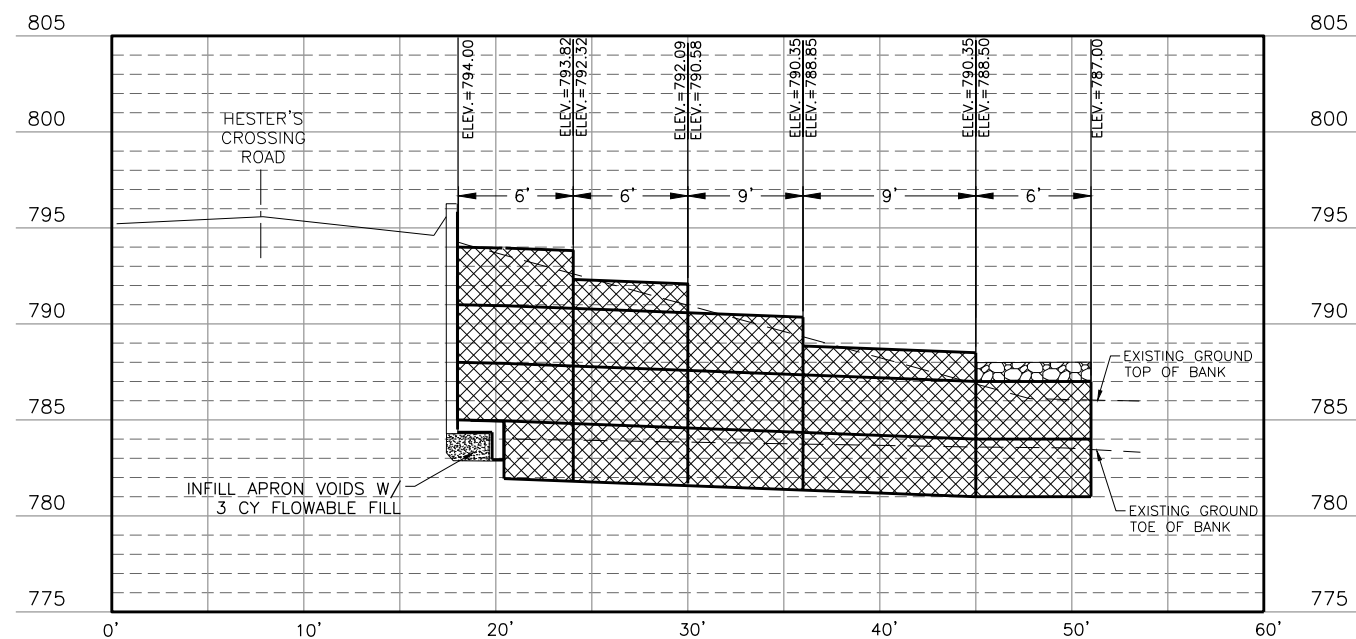 805
805
ELEV.=794.00
ELEV.=793.82
ELEV.=792.32
ELEV.=792.09
ELEV.=790.58
ELEV.=790.35
ELEV.=788.85
ELEV.=790.35
ELEV.=788.50
ELEV.=787.00
HESTER'S
CROSSING
ROAD
800
800
6'
6'
9'
9'
6'
795
795
790
790
EXISTING GROUND
TOP OF BANK
785
785
INFILL APRON VOIDS W/
3 CY FLOWABLE FILL
EXISTING GROUND
TOE OF BANK
780
780
775
775
0'
20'
30'
40'
50'
60'